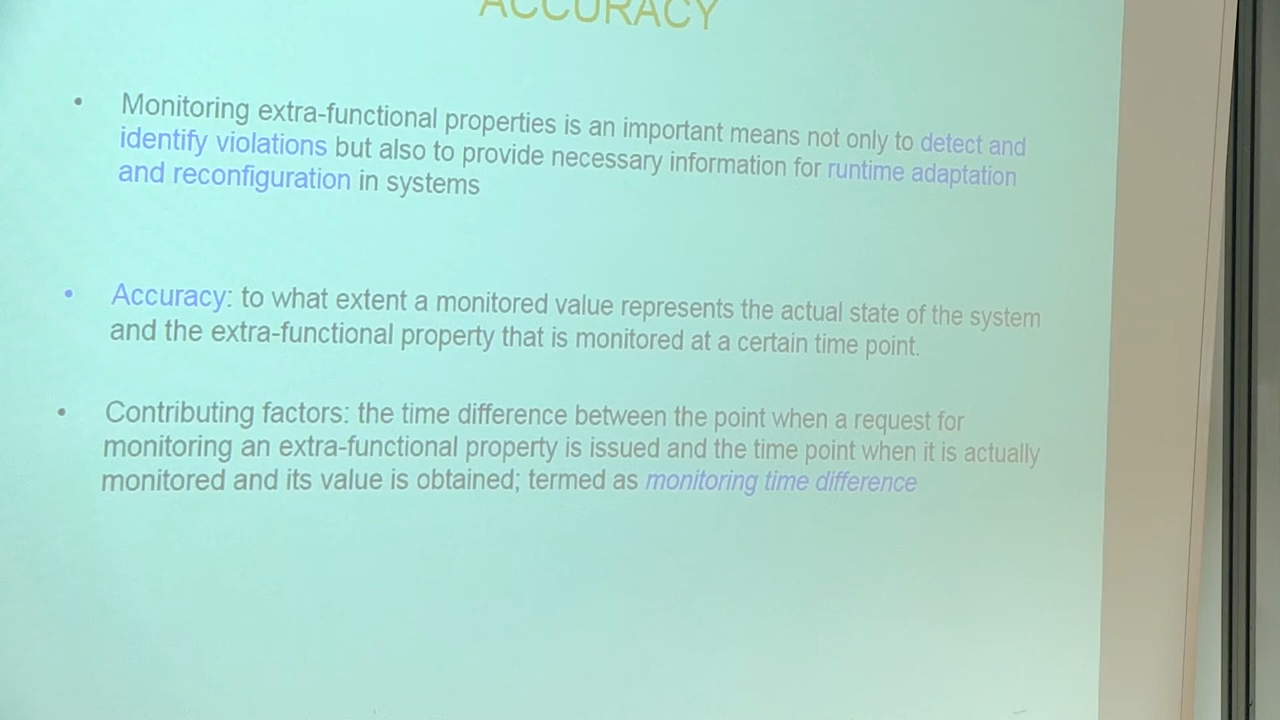 ACCURACY
• Monitoring extra-functional properties is an important means not only to detect and
identify violations but also to provide necessary information for runtime adaptation
and reconfiguration in systems
• Accuracy: to what extent a monitored value represents the actual state of the system
and the extra-functional property that is monitored at a certain time point.
• Contributing factors: the time difference between the point when a request for
monitoring an extra-functional property is issued and the time point when it is actually
monitored and its value is obtained; termed as monitoring time difference